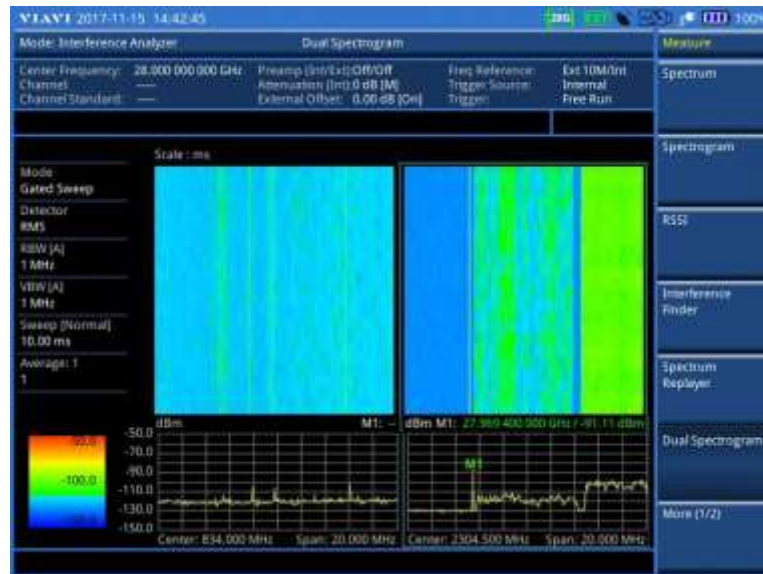 VIAVI 2017-11-15 14:42:45
100%
Mode: Interference Analyzer Dual Spectrogram
Measure
Center Frequency: 28.000 000 000 GHz Preamp (Int/Ext): Off/Off Freq Reference: Ext 10M/Int
Channel: ---- Attenuation (Int): 0 dB [M] Trigger Source: Internal
Channel Standard: ---- External Offset: 0.00 dB [On] Trigger: Free Run
Spectrum
Spectrogram
Scale : ms
Mode
Gated Sweep
Detector
RMS
RSSI
RBW [A]
1 MHz
VBW [A]
1 MHz
Interference
Finder
Sweep [Normal]
10.00 ms
Average: 1
1
Spectrum
Replayer
dBm M1: -- dBm M1: 27.969 400 000 GHz / -91.11 dBm
-50.0
-70.0
Dual Spectrogram
-90.0 M1
-100.0
-110.0
-130.0
-150.0
More (1/2)
Center: 834.000 MHz Span: 20.000 MHz Center: 2304.500 MHz Span: 20.000 MHz